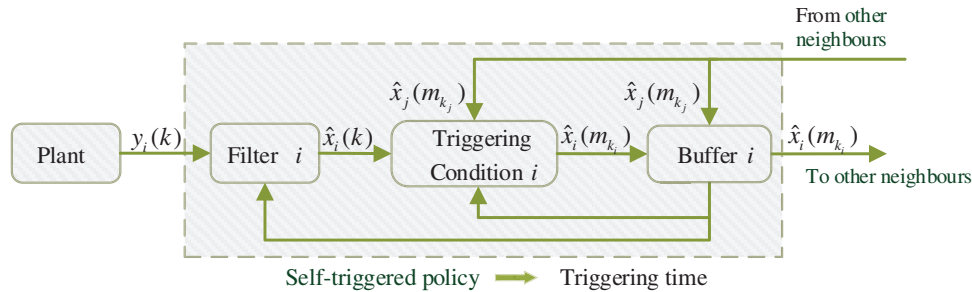 From other
neighbours
x̂_j(m_{k_j}) x̂_j(m_{k_j})
Plant y_i(k) Filter i x̂_i(k) Triggering
Condition i x̂_i(m_{k_i}) Buffer i x̂_i(m_{k_i})
To other neighbours
Self-triggered policy Triggering time